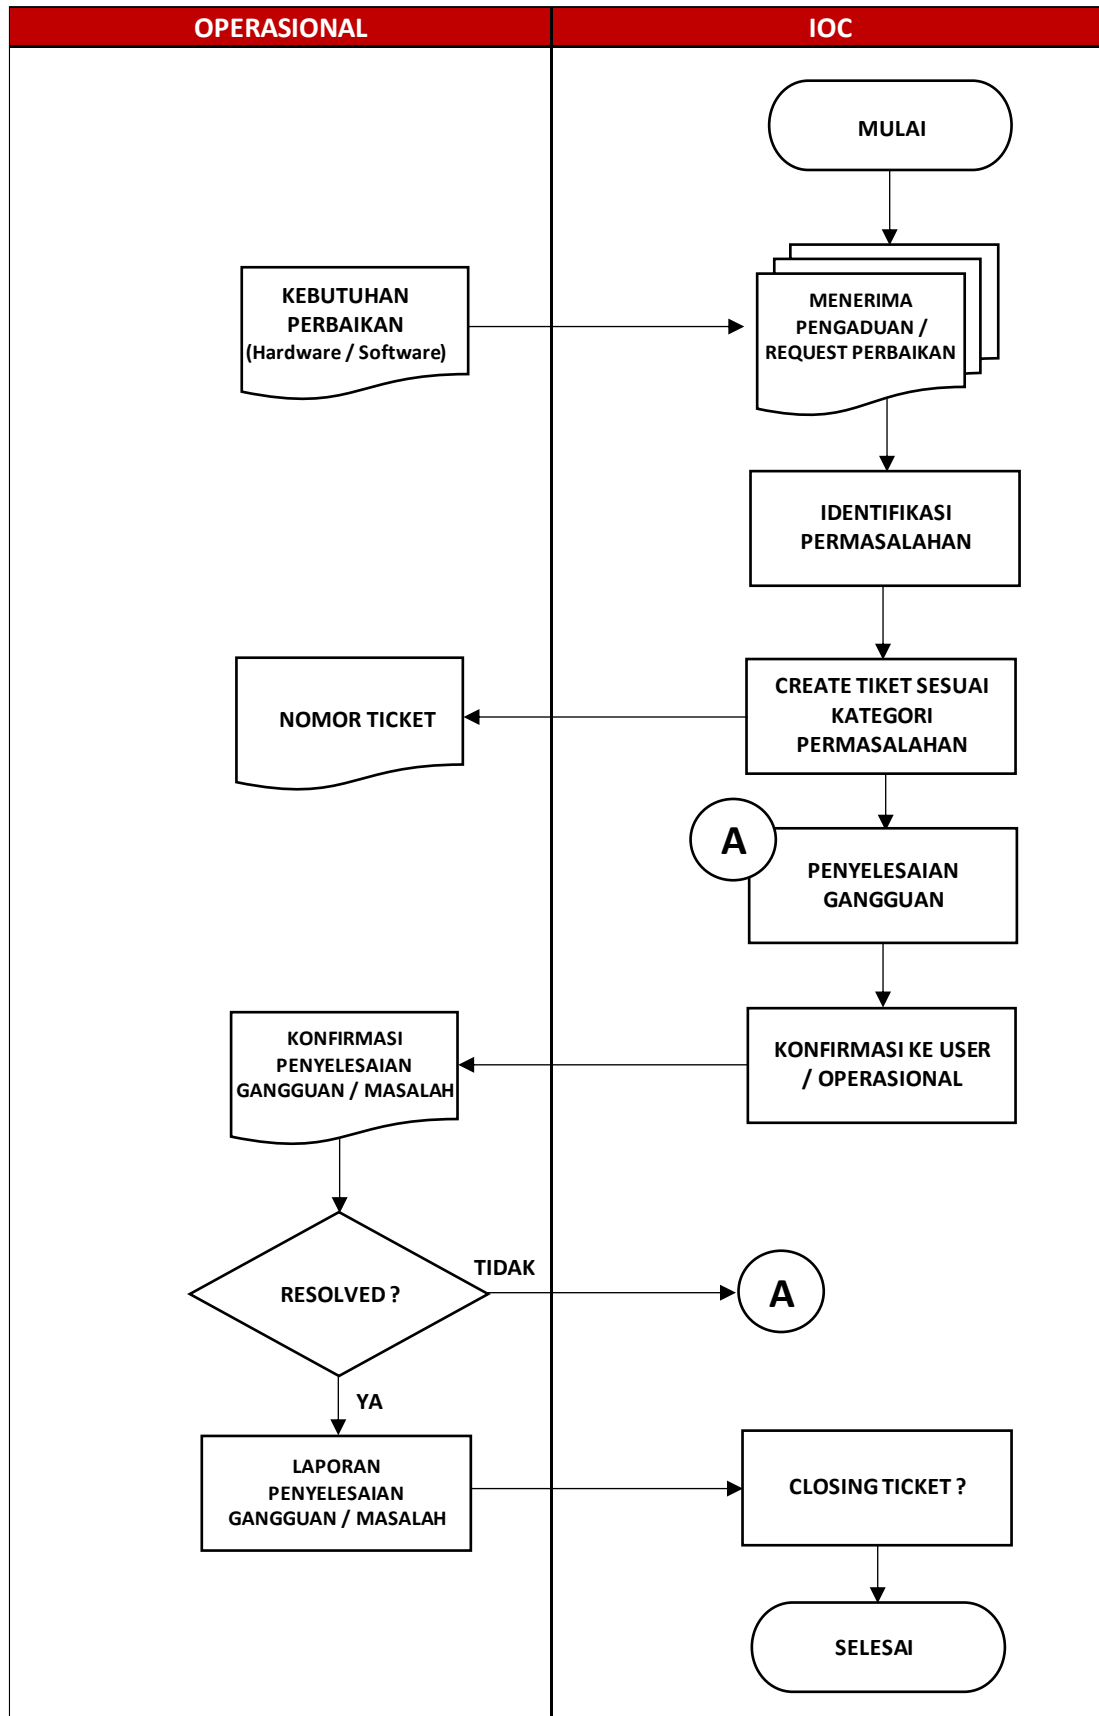 OPERASIONAL
IOC
MULAI
KEBUTUHAN
PERBAIKAN
(Hardware / Software)
MENERIMA
PENGADUAN /
REQUEST PERBAIKAN
IDENTIFIKASI
PERMASALAHAN
CREATE TIKET SESUAI
KATEGORI
PERMASALAHAN
NOMOR TICKET
A
PENYELESAIAN
GANGGUAN
KONFIRMASI KE USER
/ OPERASIONAL
KONFIRMASI
PENYELESAIAN
GANGGUAN / MASALAH
RESOLVED ?
TIDAK
A
YA
LAPORAN
PENYELESAIAN
GANGGUAN / MASALAH
CLOSING TICKET ?
SELESAI